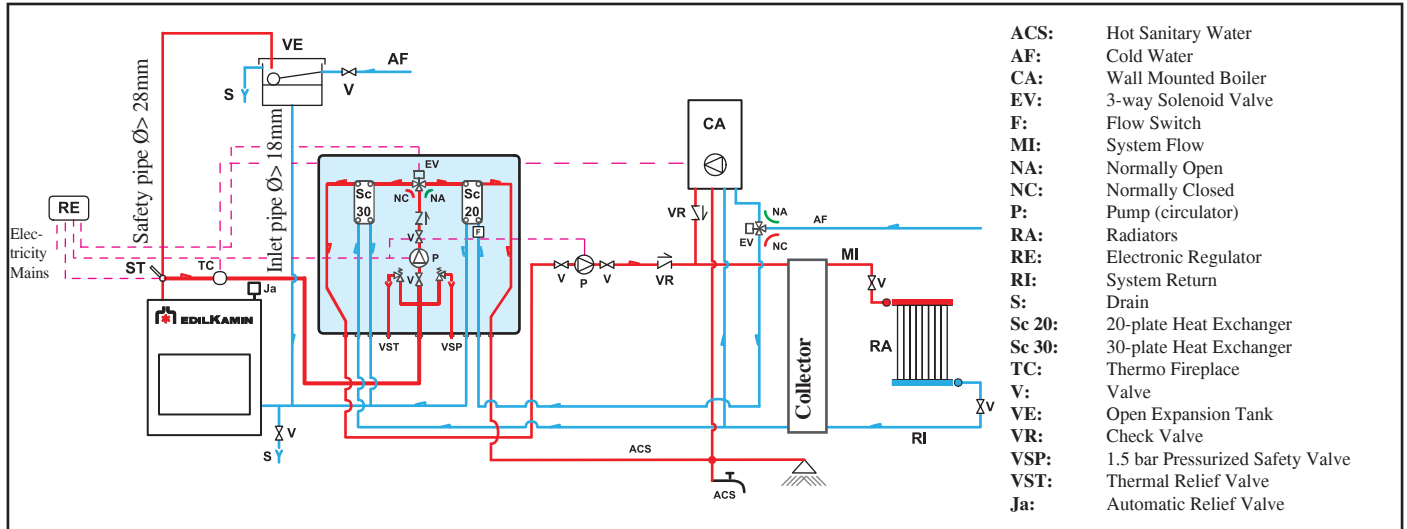 VE
AF
S
V
Safety pipe Ø> 28mm
Inlet pipe Ø> 18mm
RE
Elec-
tricity
Mains
ST
TC
Ja
EDILKAMIN
V
S
EV
Sc
30
NC
NA
Sc
20
F
V
P
V
VST
VSP
CA
VR
NA
EV
NC
AF
V
P
V
VR
MI
V
Collector
RA
V
RI
ACS
ACS
ACS: Hot Sanitary Water
AF: Cold Water
CA: Wall Mounted Boiler
EV: 3-way Solenoid Valve
F: Flow Switch
MI: System Flow
NA: Normally Open
NC: Normally Closed
P: Pump (circulator)
RA: Radiators
RE: Electronic Regulator
RI: System Return
S: Drain
Sc 20: 20-plate Heat Exchanger
Sc 30: 30-plate Heat Exchanger
TC: Thermo Fireplace
V: Valve
VE: Open Expansion Tank
VR: Check Valve
VSP: 1.5 bar Pressurized Safety Valve
VST: Thermal Relief Valve
Ja: Automatic Relief Valve